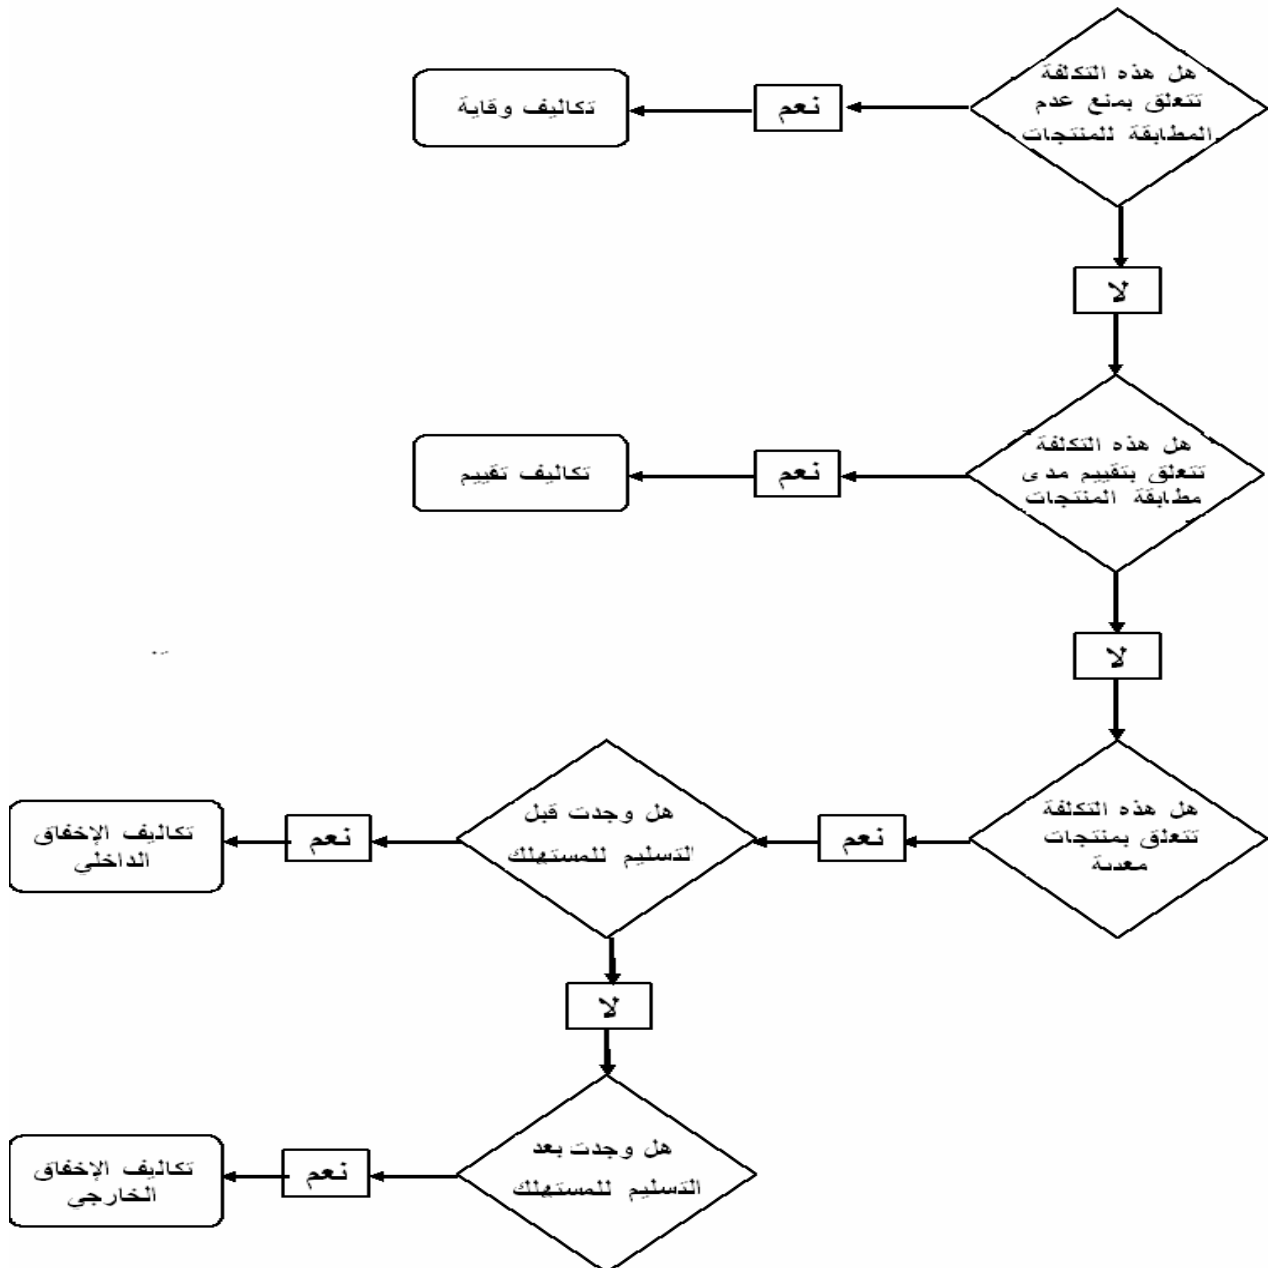 هل هذه التكلفة
تتعلق بمنع عدم
المطابقة للمنتجات
نعم
تكاليف وقاية
لا
هل هذه التكلفة
تتعلق بتقييم مدى
مطابقة المنتجات
نعم
تكاليف تقييم
لا
هل هذه التكلفة
تتعلق بمنتجات
معيبة
نعم
هل وجدت قبل
التسليم للمستهلك
نعم
تكاليف الإخفاق
الداخلي
لا
هل وجدت بعد
التسليم للمستهلك
نعم
تكاليف الإخفاق
الخارجي